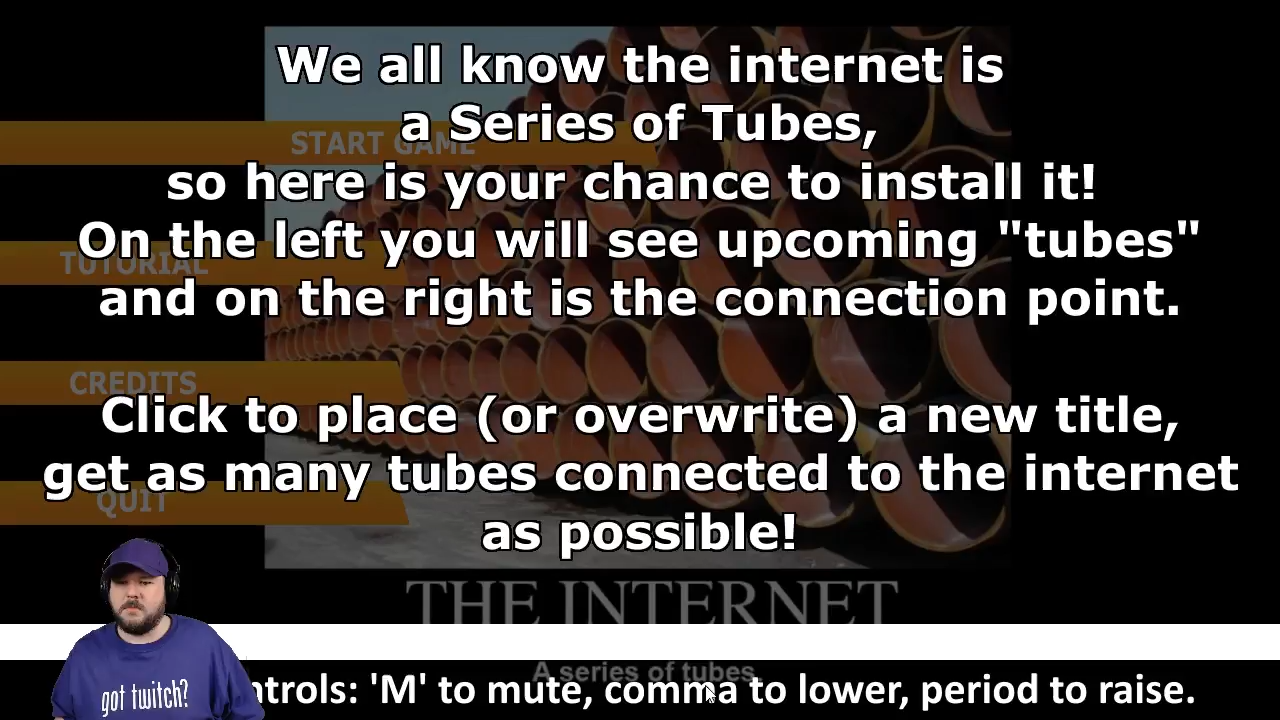 We all know the internet is
a Series of Tubes,
so here is your chance to install it!
On the left you will see upcoming "tubes"
and on the right is the connection point.
Click to place (or overwrite) a new title,
get as many tubes connected to the internet
as possible!
START GAME
TUTORIAL
CREDITS
QUIT
THE INTERNET
A series of tubes.
got twitch?
ntrols: 'M' to mute, comma to lower, period to raise.